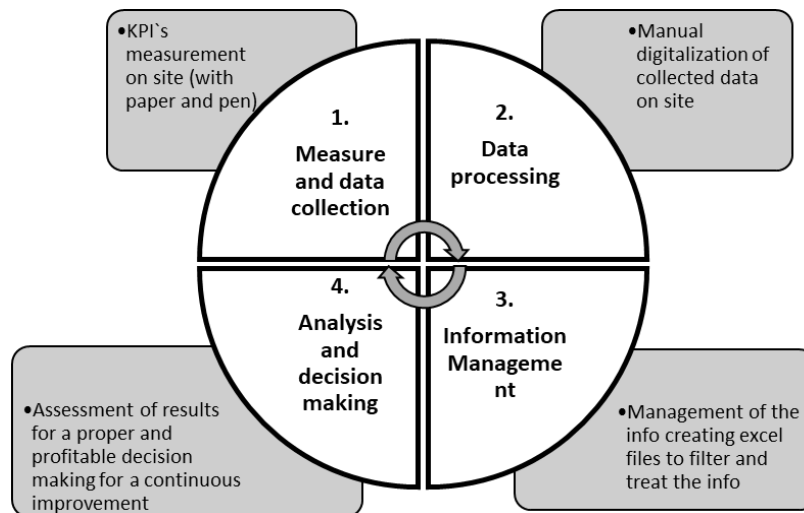 •KPI`s
measurement
on site (with
paper and pen)
1.
Measure
and data
collection
2.
Data
processing
•Manual
digitalization of
collected data
on site
3.
Information
Manageme
nt
•Management of the
info creating excel
files to filter and
treat the info
4.
Analysis
and
decision
making
•Assessment of results
for a proper and
profitable decision
making for a continuous
improvement